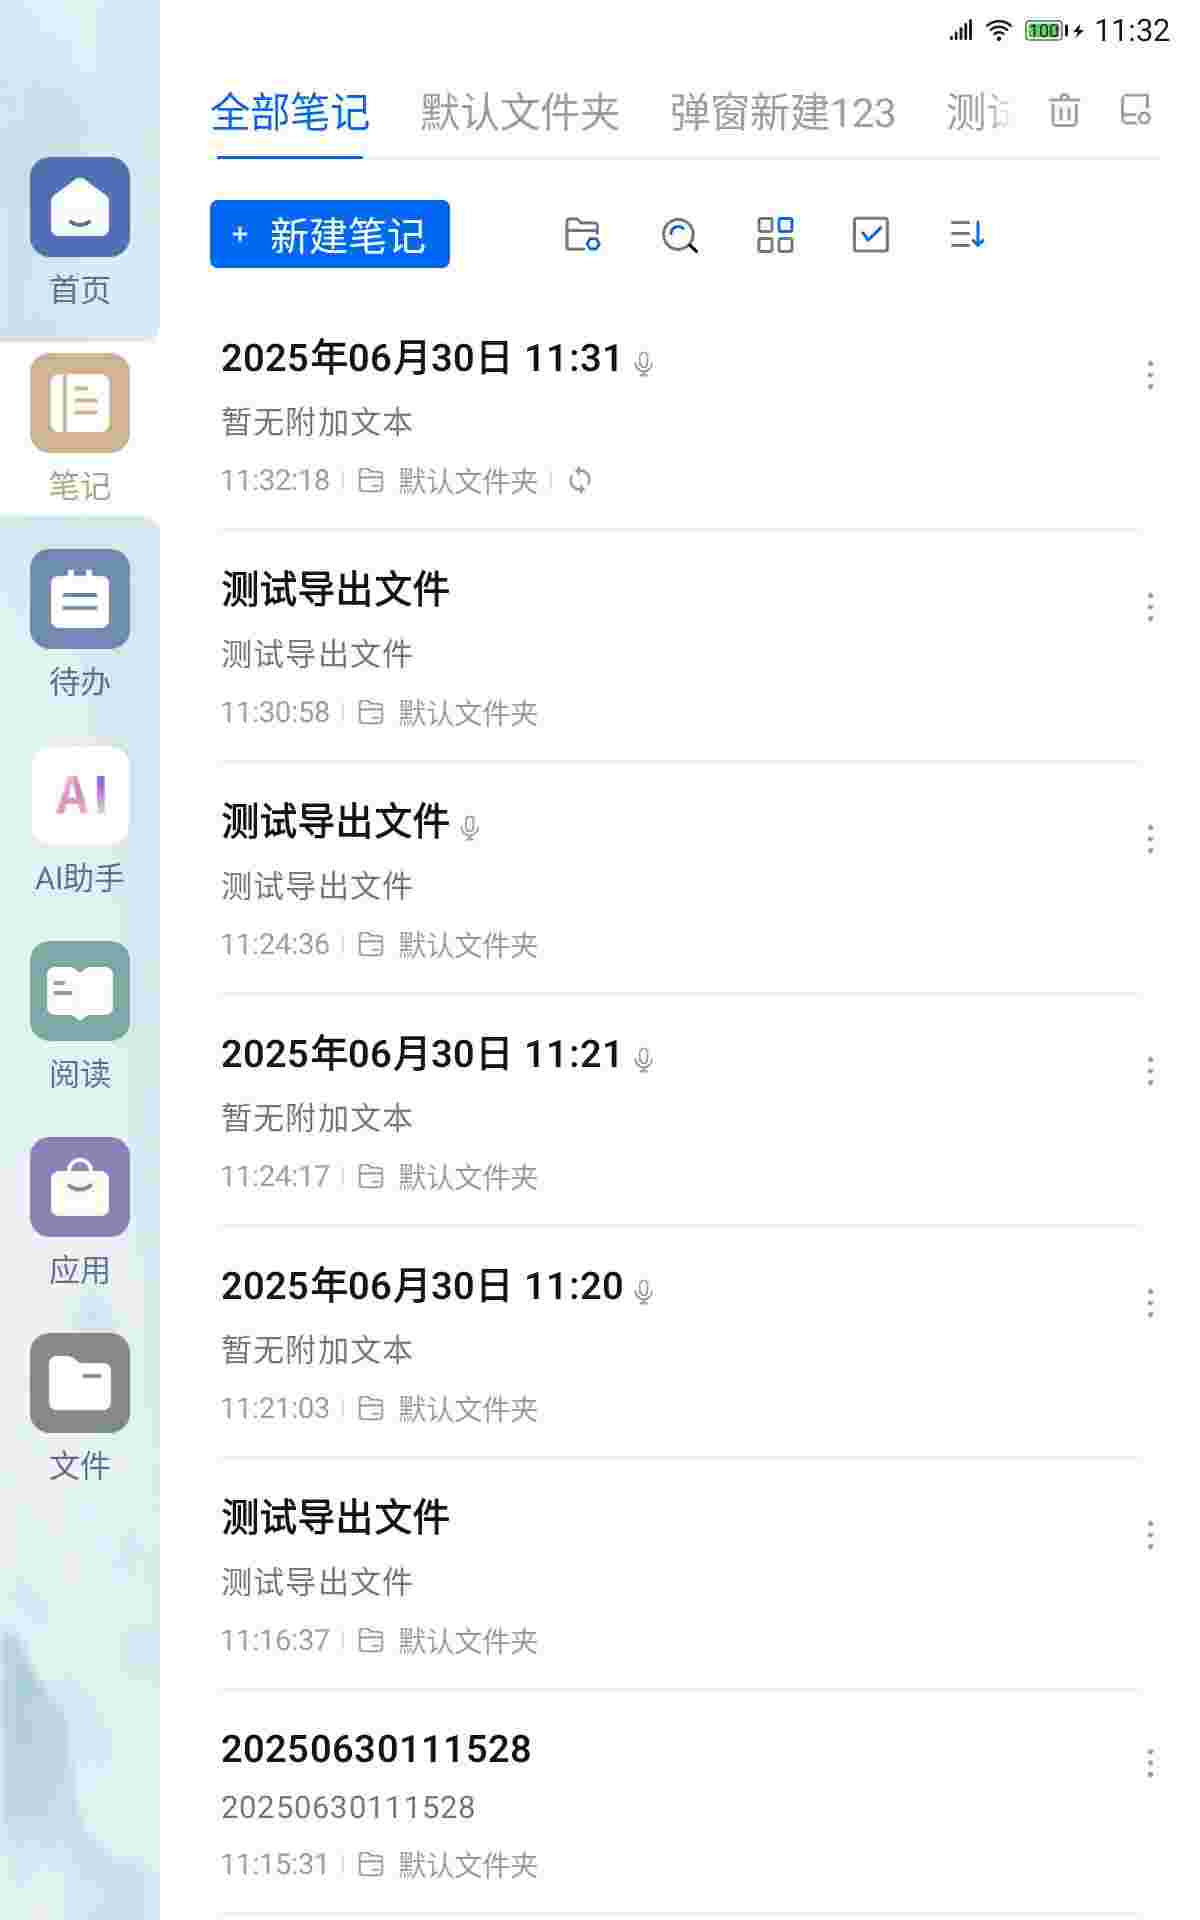 100 11:32
全部笔记 默认文件夹 弹窗新建123 测
+ 新建笔记
首页
笔记
待办
AI
AI助手
阅读
应用
文件
2025年06月30日 11:31
暂无附加文本
11:32:18 默认文件夹
测试导出文件
测试导出文件
11:30:58 默认文件夹
测试导出文件
测试导出文件
11:24:36 默认文件夹
2025年06月30日 11:21
暂无附加文本
11:24:17 默认文件夹
2025年06月30日 11:20
暂无附加文本
11:21:03 默认文件夹
测试导出文件
测试导出文件
11:16:37 默认文件夹
20250630111528
20250630111528
11:15:31 默认文件夹